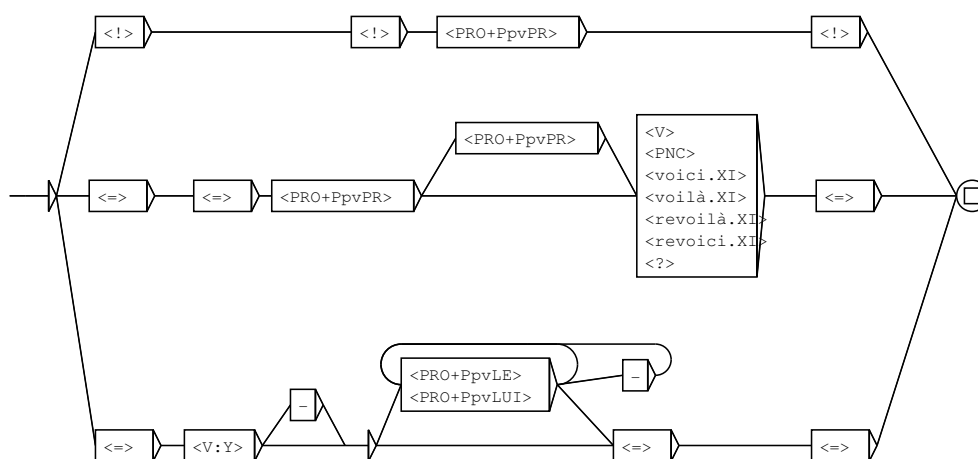 <!> <!> <PRO+PpvPR> <!>
<PRO+PpvPR>
<V>
<PNC>
<voici.XI>
<=> <=> <PRO+PpvPR> <voilà.XI> <=>
<revoilà.XI>
<revoici.XI>
<?>
<PRO+PpvLE>
<PRO+PpvLUI>
–
–
<=> <V:Y> <=> <=>